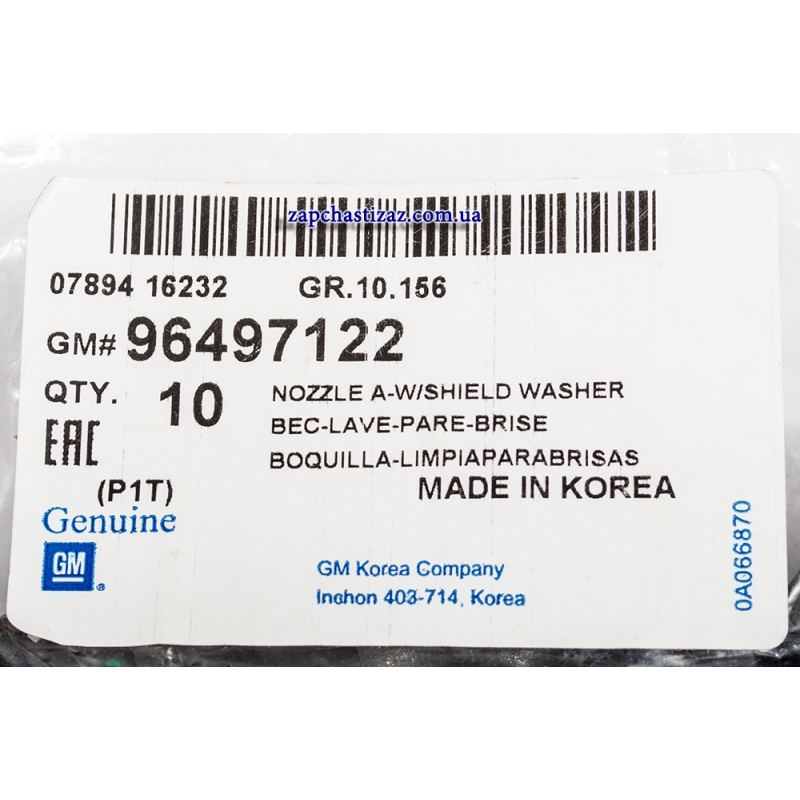 zapchastizaz.com.ua
07894 16232 GR.10.156
GM# 96497122
QTY. 10 NOZZLE A-W/SHIELD WASHER
BEC-LAVE-PARE-BRISE
EAC BOQUILLA-LIMPIAPARABRISAS
(P1T) MADE IN KOREA
Genuine
GM
GM Korea Company
Inchon 403-714, Korea
0A066870